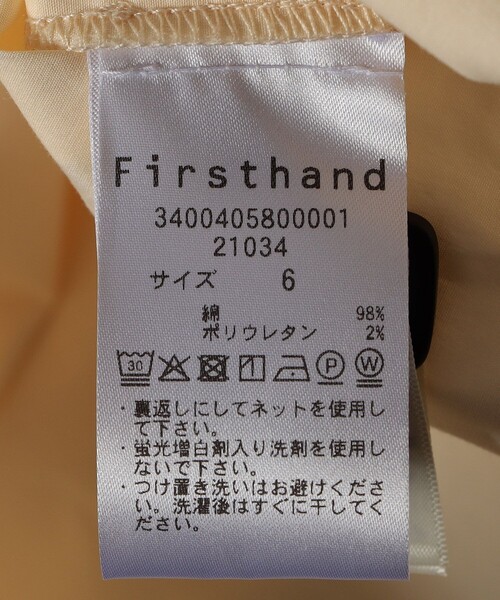 Firsthand
3400405800001
21034
サイズ 6
綿 98%
ポリウレタン 2%
30 P W
・裏返しにしてネットを使用し
て下さい。
・蛍光増白剤入り洗剤を使用し
ないで下さい。
・つけ置き洗いはお避けくださ
い。洗濯後はすぐに干してく
ださい。